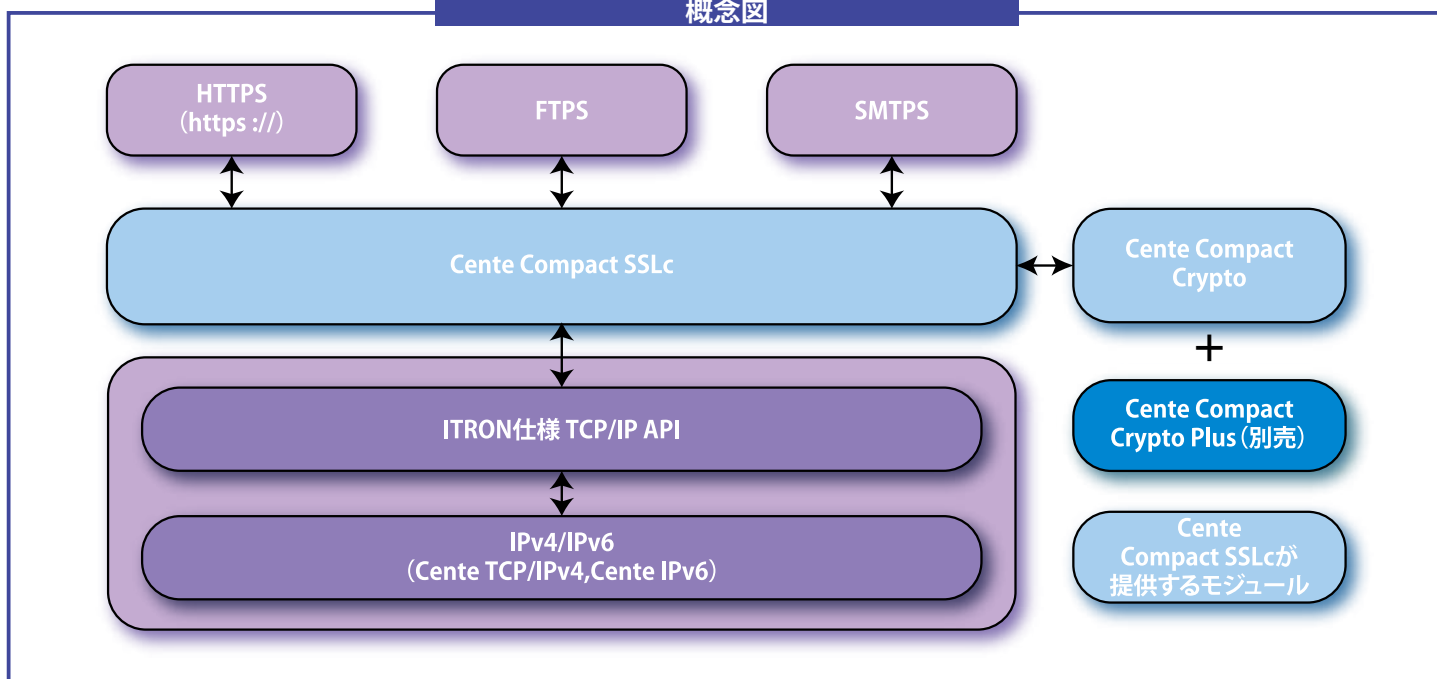 概念図
HTTPS
（https ://）
FTPS
SMTPS
Cente Compact SSLc
Cente Compact
Crypto
+
Cente Compact
Crypto Plus（別売）
ITRON仕様 TCP/IP API
IPv4/IPv6
（Cente TCP/IPv4,Cente IPv6）
Cente
Compact SSLcが
提供するモジュール